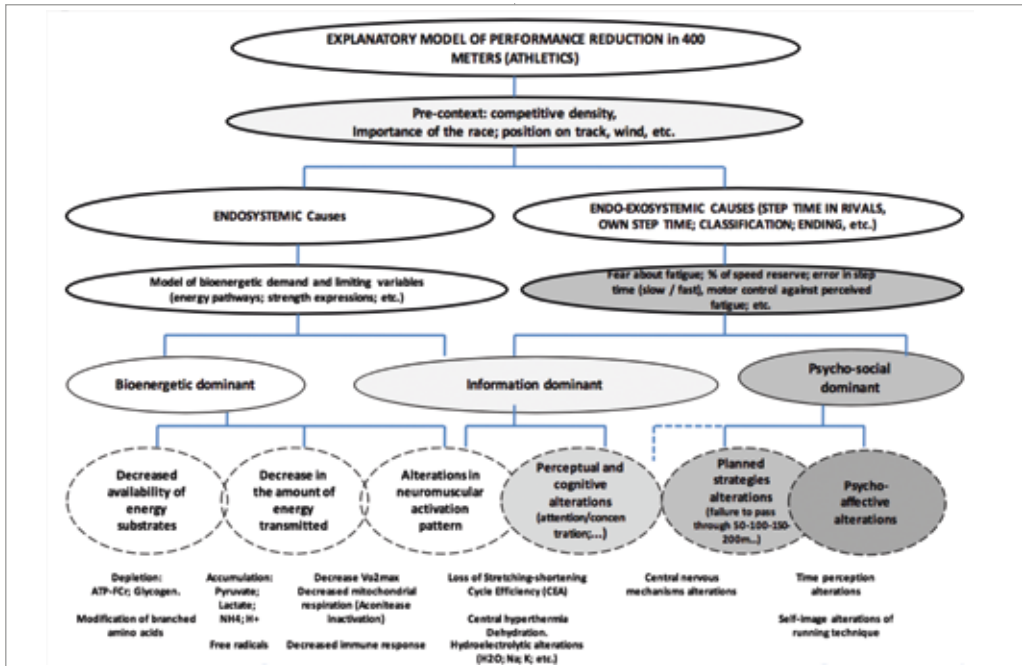 EXPLANATORY MODEL OF PERFORMANCE REDUCTION in 400
METERS (ATHLETICS)
Pre-context: competitive density,
Importance of the race; position on track, wind, etc.
ENDOSYSTEMIC Causes
ENDO-EXOSYSTEMIC CAUSES (STEP TIME IN RIVALS,
OWN STEP TIME; CLASSIFICATION; ENDING, etc.)
Model of bioenergetic demand and limiting variables
(energy pathways; strength expressions; etc.)
Fear about fatigue; % of speed reserve; error in step
time (slow / fast), motor control against perceived
fatigue; etc.
Bioenergetic dominant
Information dominant
Psycho-social
dominant
Decreased
availability of
energy
substrates
Decrease in
the amount of
energy
transmitted
Alterations in
neuromuscular
activation
pattern
Perceptual and
cognitive
alterations
(attention/concen
tration;...)
Planned
strategies
alterations
(failure to pass
through 50-100-150-
200m...)
Psycho-
affective
alterations
Depletion:
ATP-FCr; Glycogen.
Modification of branched
amino acids
Accumulation:
Pyruvate;
Lactate;
NH4; H+
Free radicals
Decrease Vo2max
Decreased mitochondrial
respiration (Aconitease
Inactivation)
Decreased immune response
Loss of Stretching-shortening
Cycle Efficiency (CEA)
Central hyperthermia
Dehydration.
Hydroelectrolytic alterations
(H2O; Na; K; etc.)
Central nervous
mechanisms alterations
Time perception
alterations
Self-image alterations of
running technique